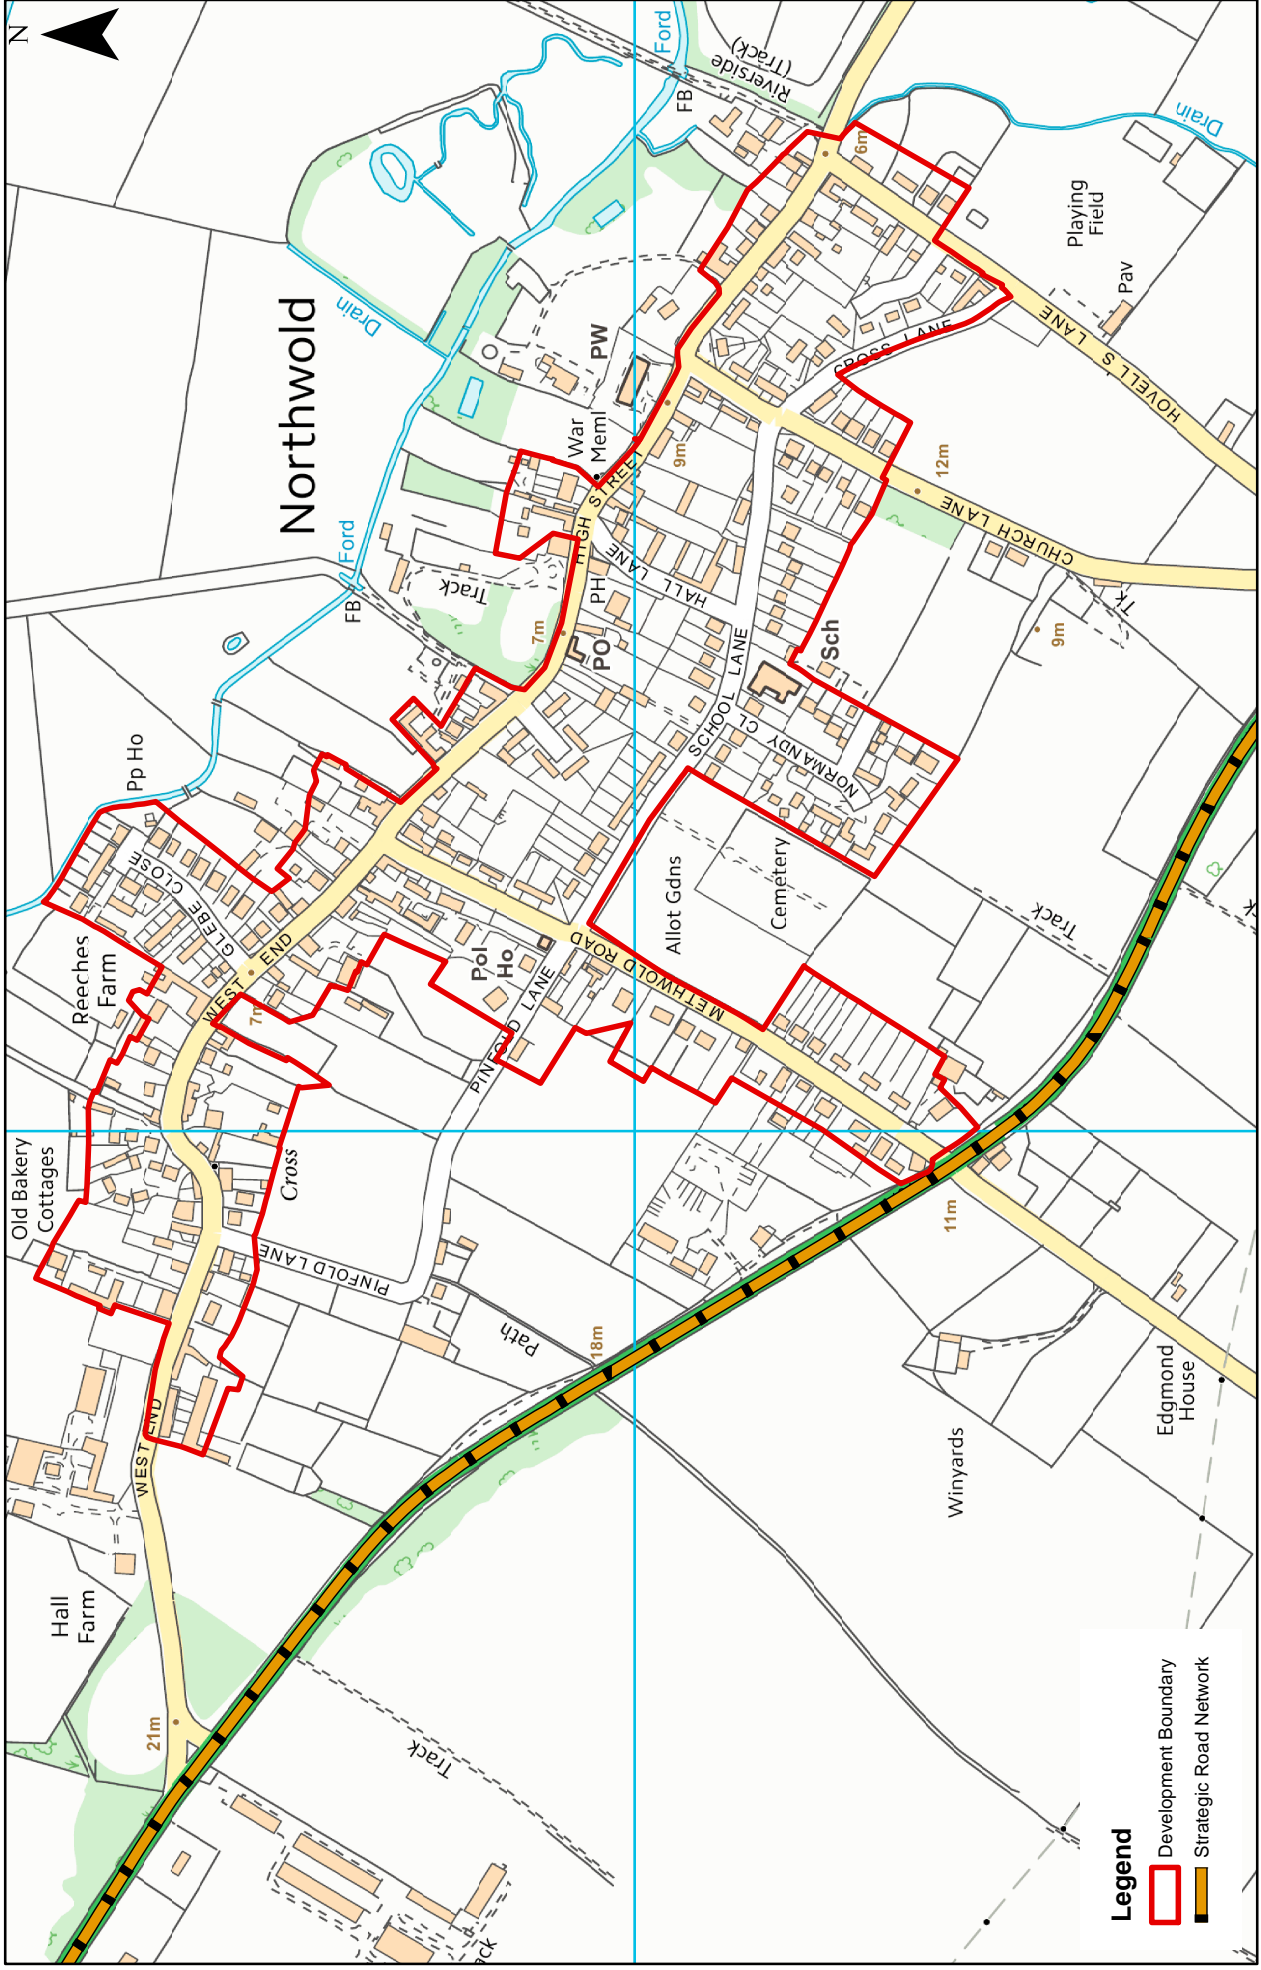 N
Northwold
Ford
Ford
FB
FB
Riverside
(Track)
Drain
Drain
6m
Playing
Field
Pav
HOVELL S LANE
CROSS LANE
PW
War
Meml
9m
12m
CHURCH LANE
HIGH STREET
HALL LANE
PH
PO
7m
Track
Tk
9m
Sch
SCHOOL LANE
NORMANDY CL
Pp Ho
GLEBE CLOSE
Reeches
Farm
WEST END
7m
Pol
Ho
PINFOLD LANE
METHWOLD ROAD
Allot Gdns
Cemetery
Track
Old Bakery
Cottages
Cross
PINFOLD LANE
Path
18m
11m
Edgmond
House
Winyards
WEST END
Hall
Farm
21m
Track
Legend
Development Boundary
Strategic Road Network